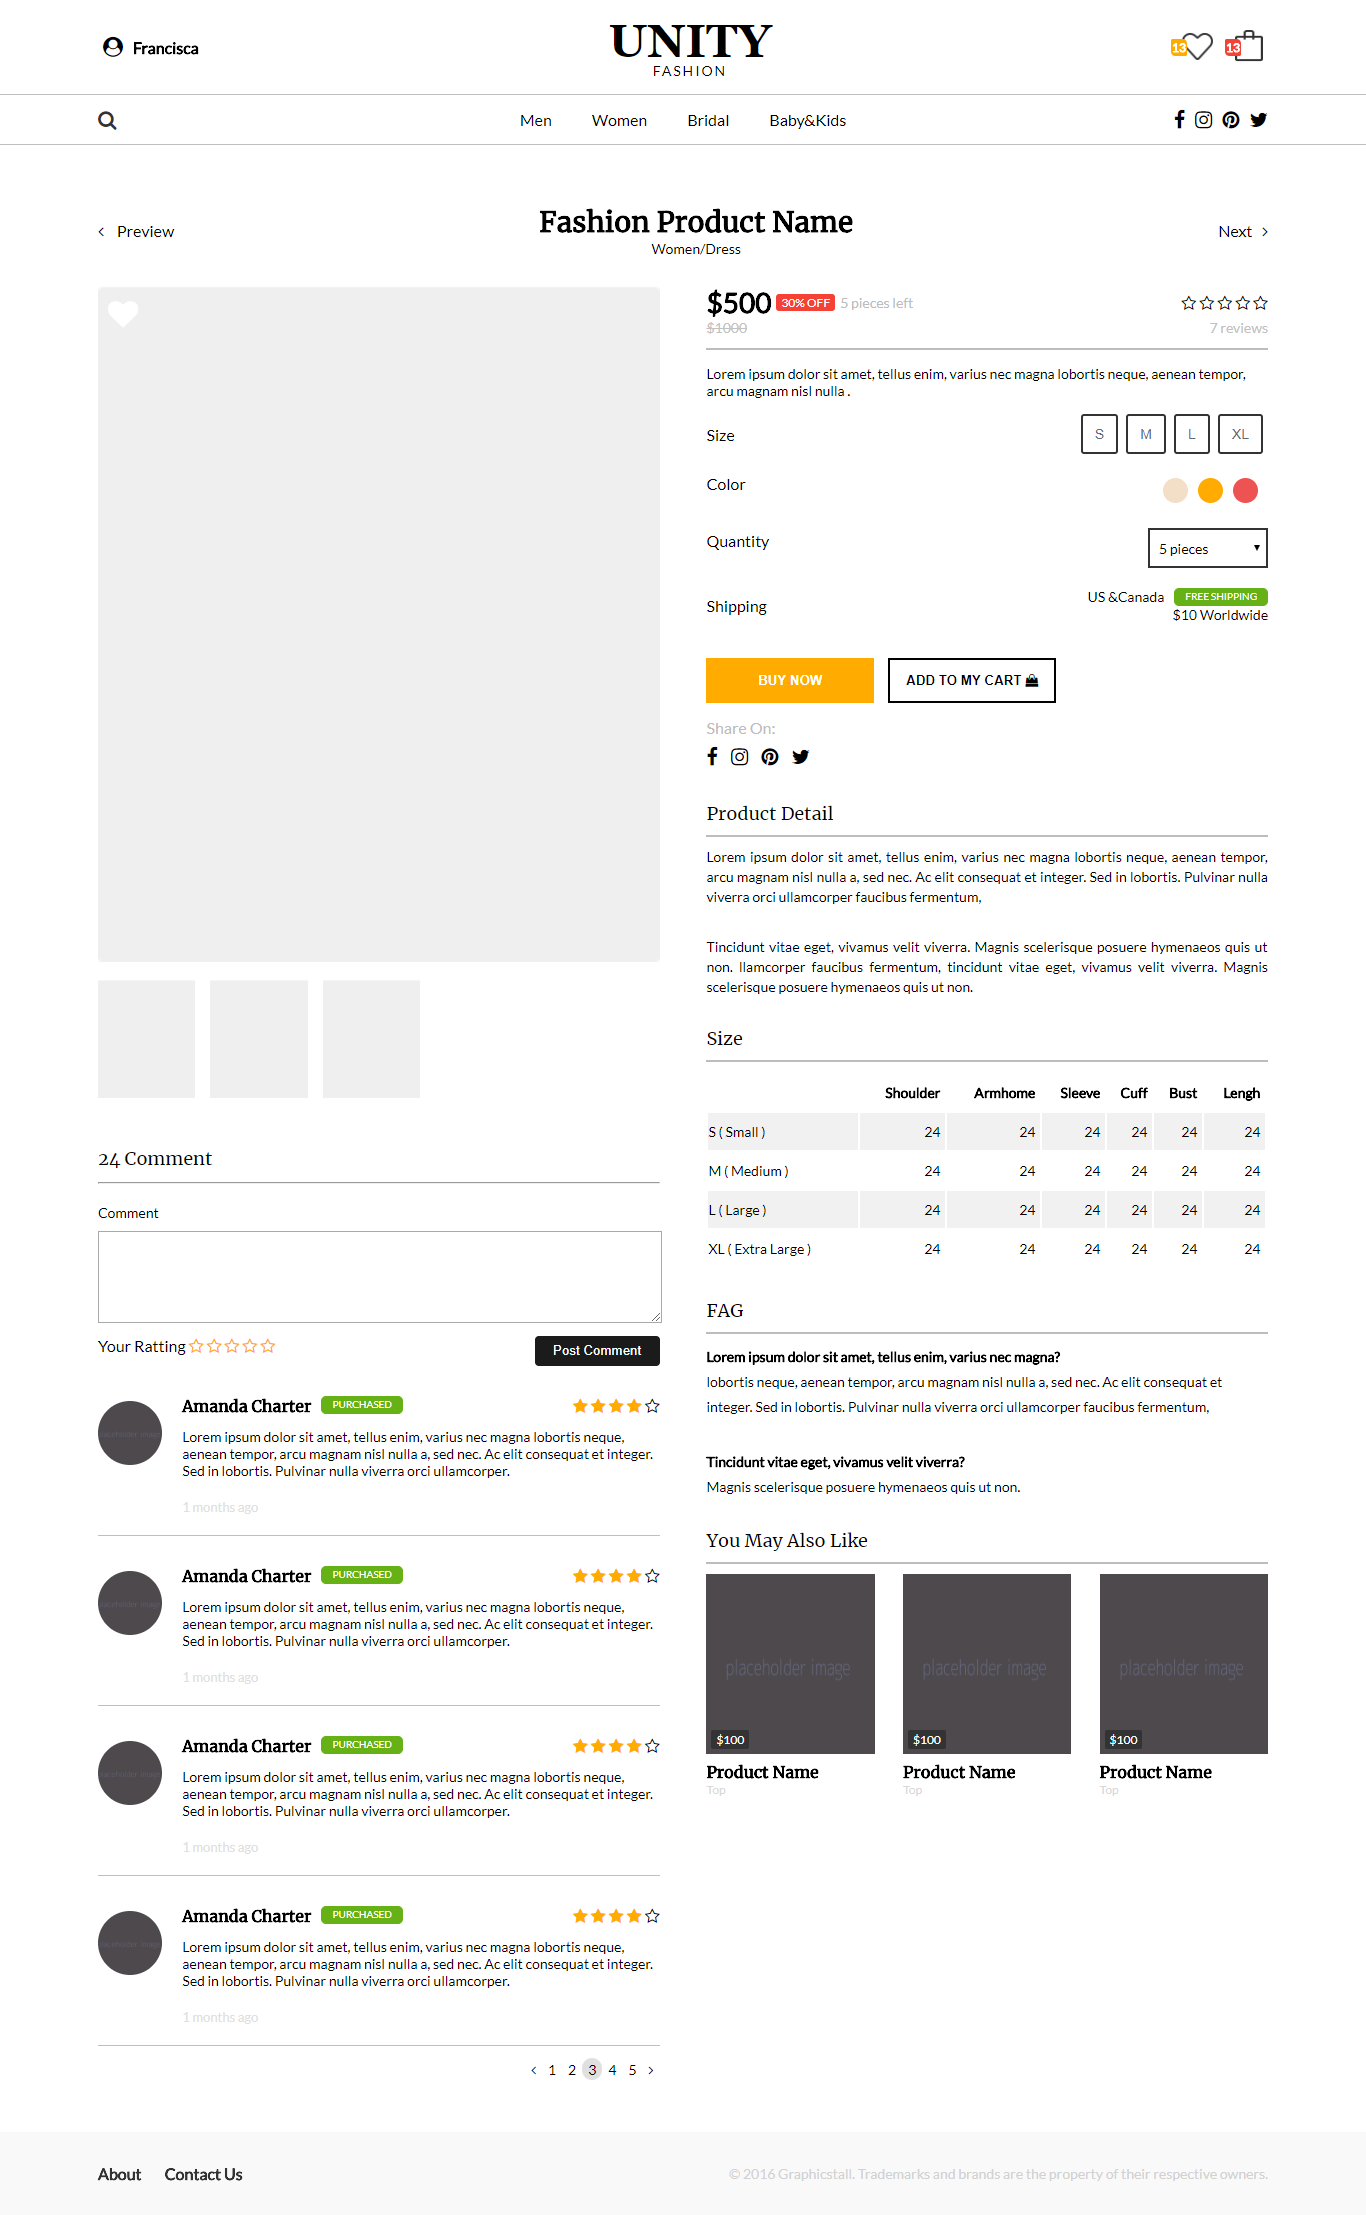 Francisca
UNITY
FASHION
13
13
Men Women Bridal Baby&Kids
Preview
Fashion Product Name
Women/Dress
Next
$500 30% OFF 5 pieces left
$1000
7 reviews
Lorem ipsum dolor sit amet, tellus enim, varius nec magna lobortis neque, aenean tempor,
arcu magnam nisl nulla .
Size S M L XL
Color
Quantity 5 pieces
Shipping US &Canada FREE SHIPPING
$10 Worldwide
BUY NOW ADD TO MY CART
Share On:
Product Detail
Lorem ipsum dolor sit amet, tellus enim, varius nec magna lobortis neque, aenean tempor,
arcu magnam nisl nulla a, sed nec. Ac elit consequat et integer. Sed in lobortis. Pulvinar nulla
viverra orci ullamcorper faucibus fermentum,
Tincidunt vitae eget, vivamus velit viverra. Magnis scelerisque posuere hymenaeos quis ut
non. llamcorper faucibus fermentum, tincidunt vitae eget, vivamus velit viverra. Magnis
scelerisque posuere hymenaeos quis ut non.
Size
Shoulder Armhome Sleeve Cuff Bust Lengh
S ( Small ) 24 24 24 24 24 24
M ( Medium ) 24 24 24 24 24 24
L ( Large ) 24 24 24 24 24 24
XL ( Extra Large ) 24 24 24 24 24 24
FAG
Lorem ipsum dolor sit amet, tellus enim, varius nec magna?
lobortis neque, aenean tempor, arcu magnam nisl nulla a, sed nec. Ac elit consequat et
integer. Sed in lobortis. Pulvinar nulla viverra orci ullamcorper faucibus fermentum,
Tincidunt vitae eget, vivamus velit viverra?
Magnis scelerisque posuere hymenaeos quis ut non.
You May Also Like
placeholder image placeholder image placeholder image
$100 $100 $100
Product Name Product Name Product Name
Top Top Top
24 Comment
Comment
Your Ratting Post Comment
Amanda Charter PURCHASED
Lorem ipsum dolor sit amet, tellus enim, varius nec magna lobortis neque,
aenean tempor, arcu magnam nisl nulla a, sed nec. Ac elit consequat et integer.
Sed in lobortis. Pulvinar nulla viverra orci ullamcorper.
1 months ago
Amanda Charter PURCHASED
Lorem ipsum dolor sit amet, tellus enim, varius nec magna lobortis neque,
aenean tempor, arcu magnam nisl nulla a, sed nec. Ac elit consequat et integer.
Sed in lobortis. Pulvinar nulla viverra orci ullamcorper.
1 months ago
Amanda Charter PURCHASED
Lorem ipsum dolor sit amet, tellus enim, varius nec magna lobortis neque,
aenean tempor, arcu magnam nisl nulla a, sed nec. Ac elit consequat et integer.
Sed in lobortis. Pulvinar nulla viverra orci ullamcorper.
1 months ago
Amanda Charter PURCHASED
Lorem ipsum dolor sit amet, tellus enim, varius nec magna lobortis neque,
aenean tempor, arcu magnam nisl nulla a, sed nec. Ac elit consequat et integer.
Sed in lobortis. Pulvinar nulla viverra orci ullamcorper.
1 months ago
1 2 3 4 5
About Contact Us
© 2016 Graphicstall. Trademarks and brands are the property of their respective owners.